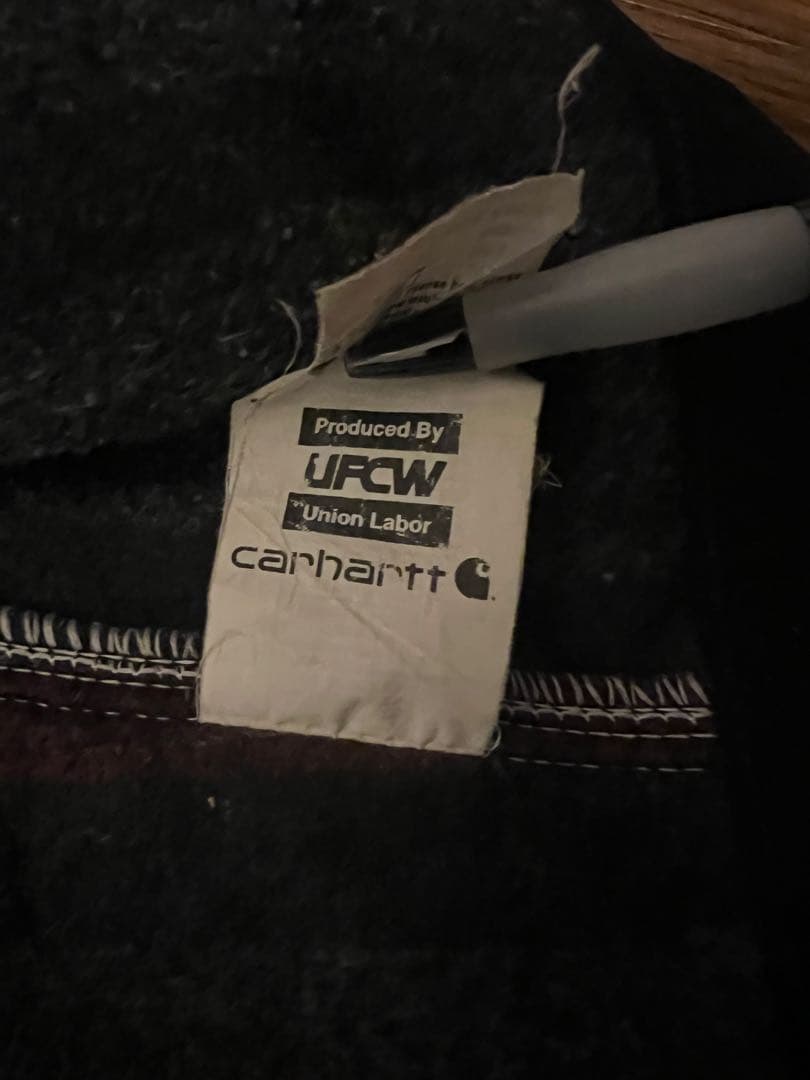 Produced By
UFCW
Union Labor
carhartt